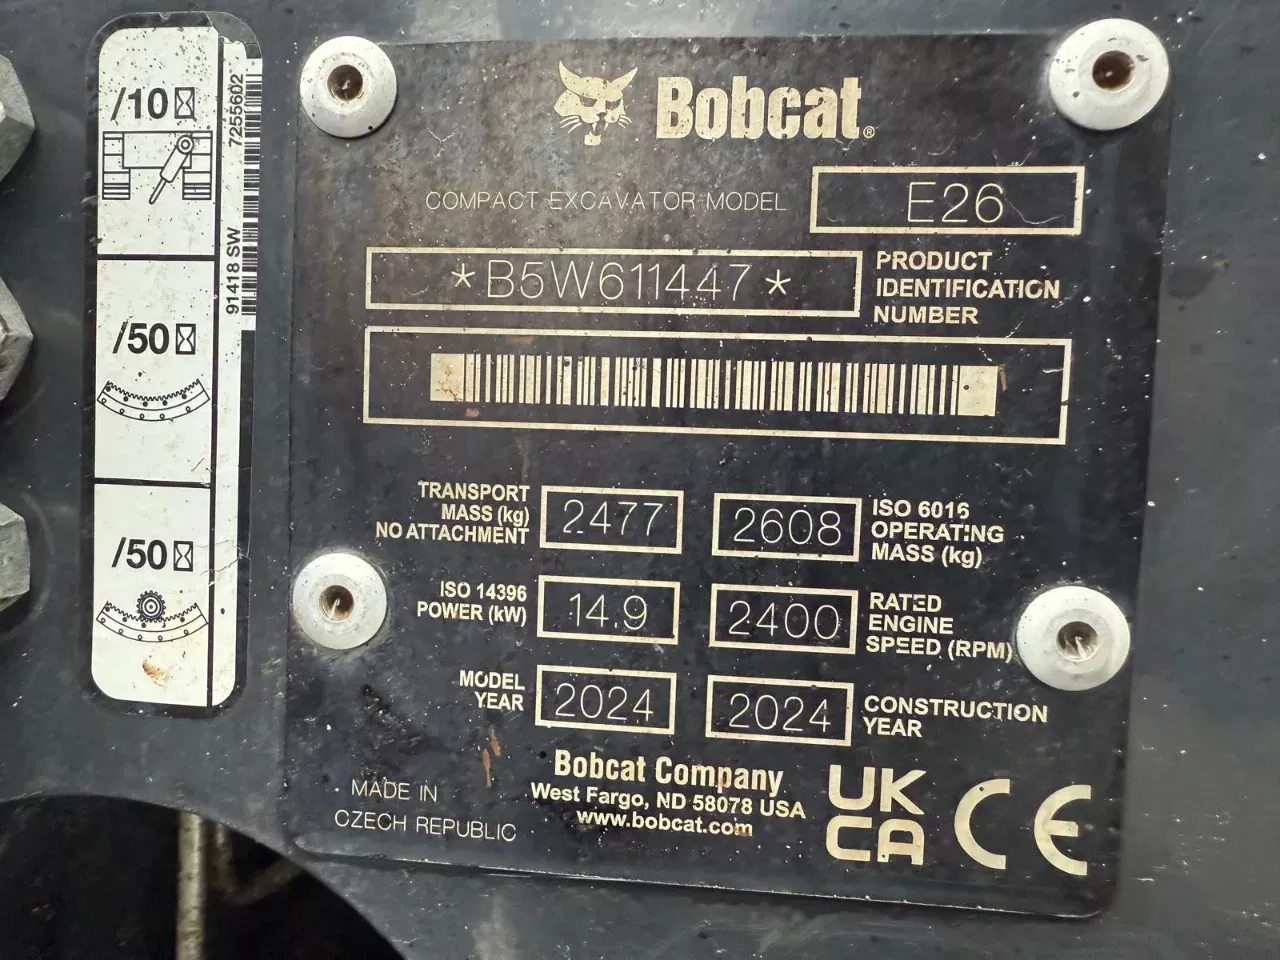 /10
/50
/50
7255602
91418 SW
Bobcat®
COMPACT EXCAVATOR MODEL E26
*B5W611447*
PRODUCT
IDENTIFICATION
NUMBER
TRANSPORT
MASS (kg)
NO ATTACHMENT
2477
2608
ISO 6016
OPERATING
MASS (kg)
ISO 14396
POWER (kW)
14.9
2400
RATED
ENGINE
SPEED (RPM)
MODEL
YEAR
2024
2024
CONSTRUCTION
YEAR
MADE IN
CZECH REPUBLIC
Bobcat Company
West Fargo, ND 58078 USA
www.bobcat.com
UK
CA
CE